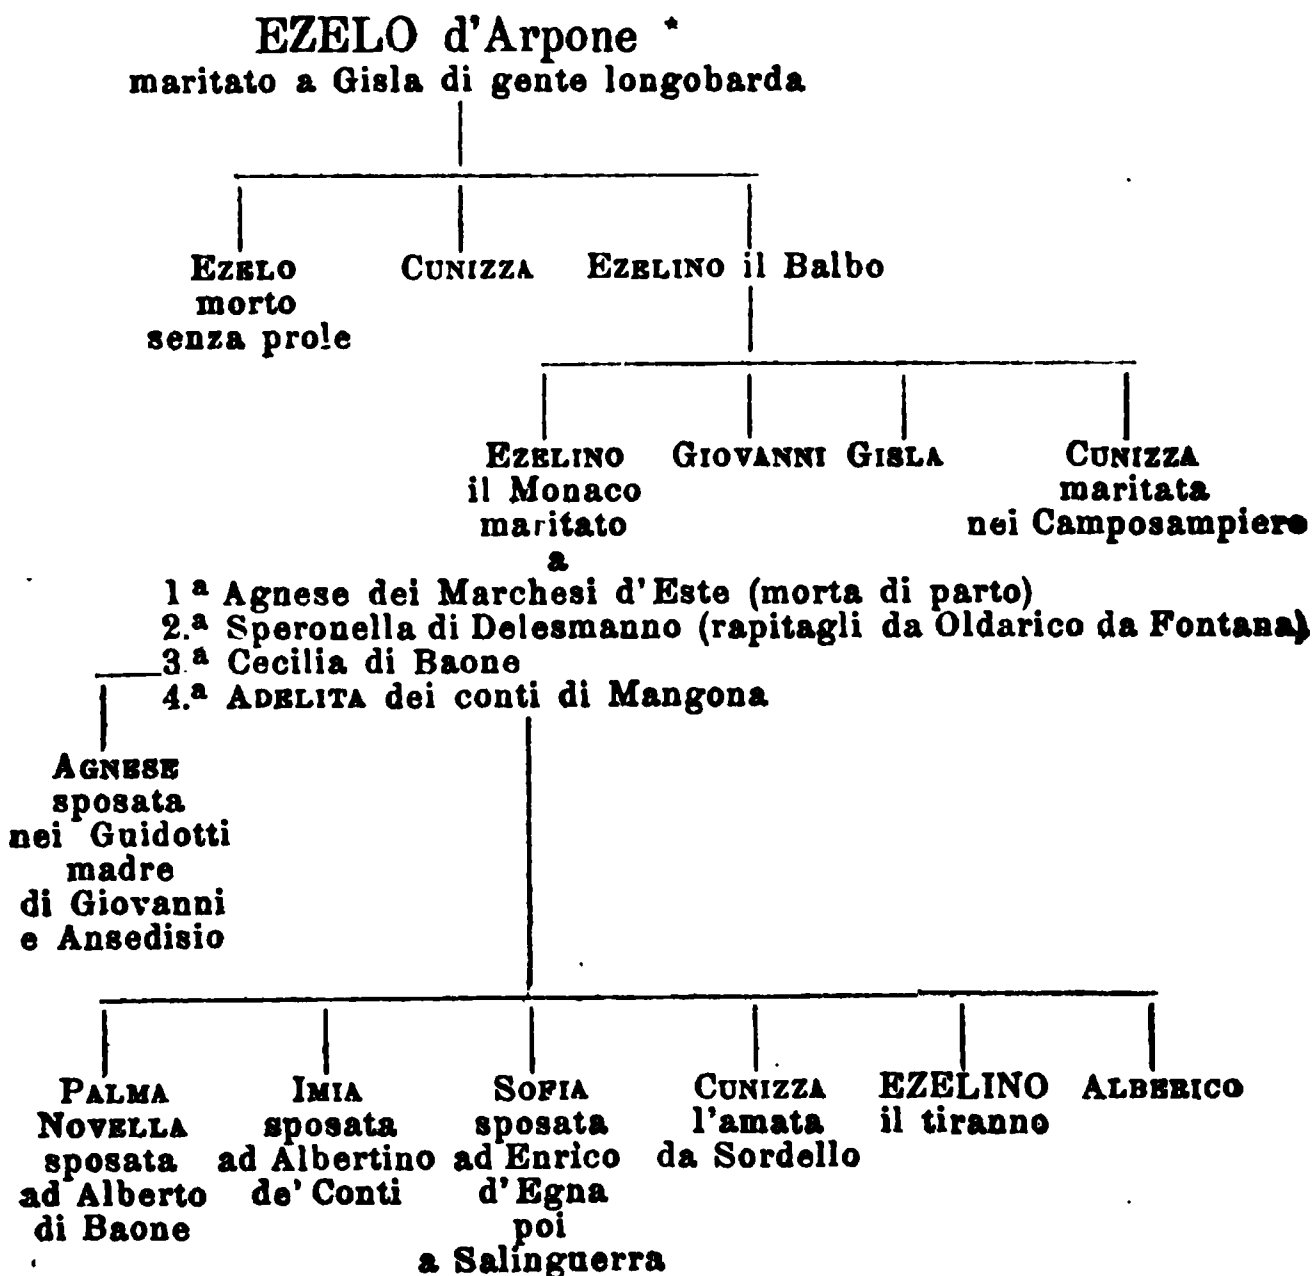 EZELO d'Arpone *
maritato a Gisla di gente longobarda
EZELO
morto
senza prole
CUNIZZA
EZELINO il Balbo
EZELINO
il Monaco
maritato
a
GIOVANNI
GISLA
CUNIZZA
maritata
nei Camposampiero
1ª Agnese dei Marchesi d'Este (morta di parto)
2.ª Speronella di Delesmanno (rapitagli da Oldarico da Fontana)
3.ª Cecilia di Baone
4.ª ADELITA dei conti di Mangona
AGNESE
sposata
nei Guidotti
madre
di Giovanni
e Ansedisio
PALMA
NOVELLA
sposata
ad Alberto
di Baone
IMIA
sposata
ad Albertino
de' Conti
SOFIA
sposata
ad Enrico
d'Egna
poi
a Salinguerra
CUNIZZA
l'amata
da Sordello
EZELINO
il tiranno
ALBERICO